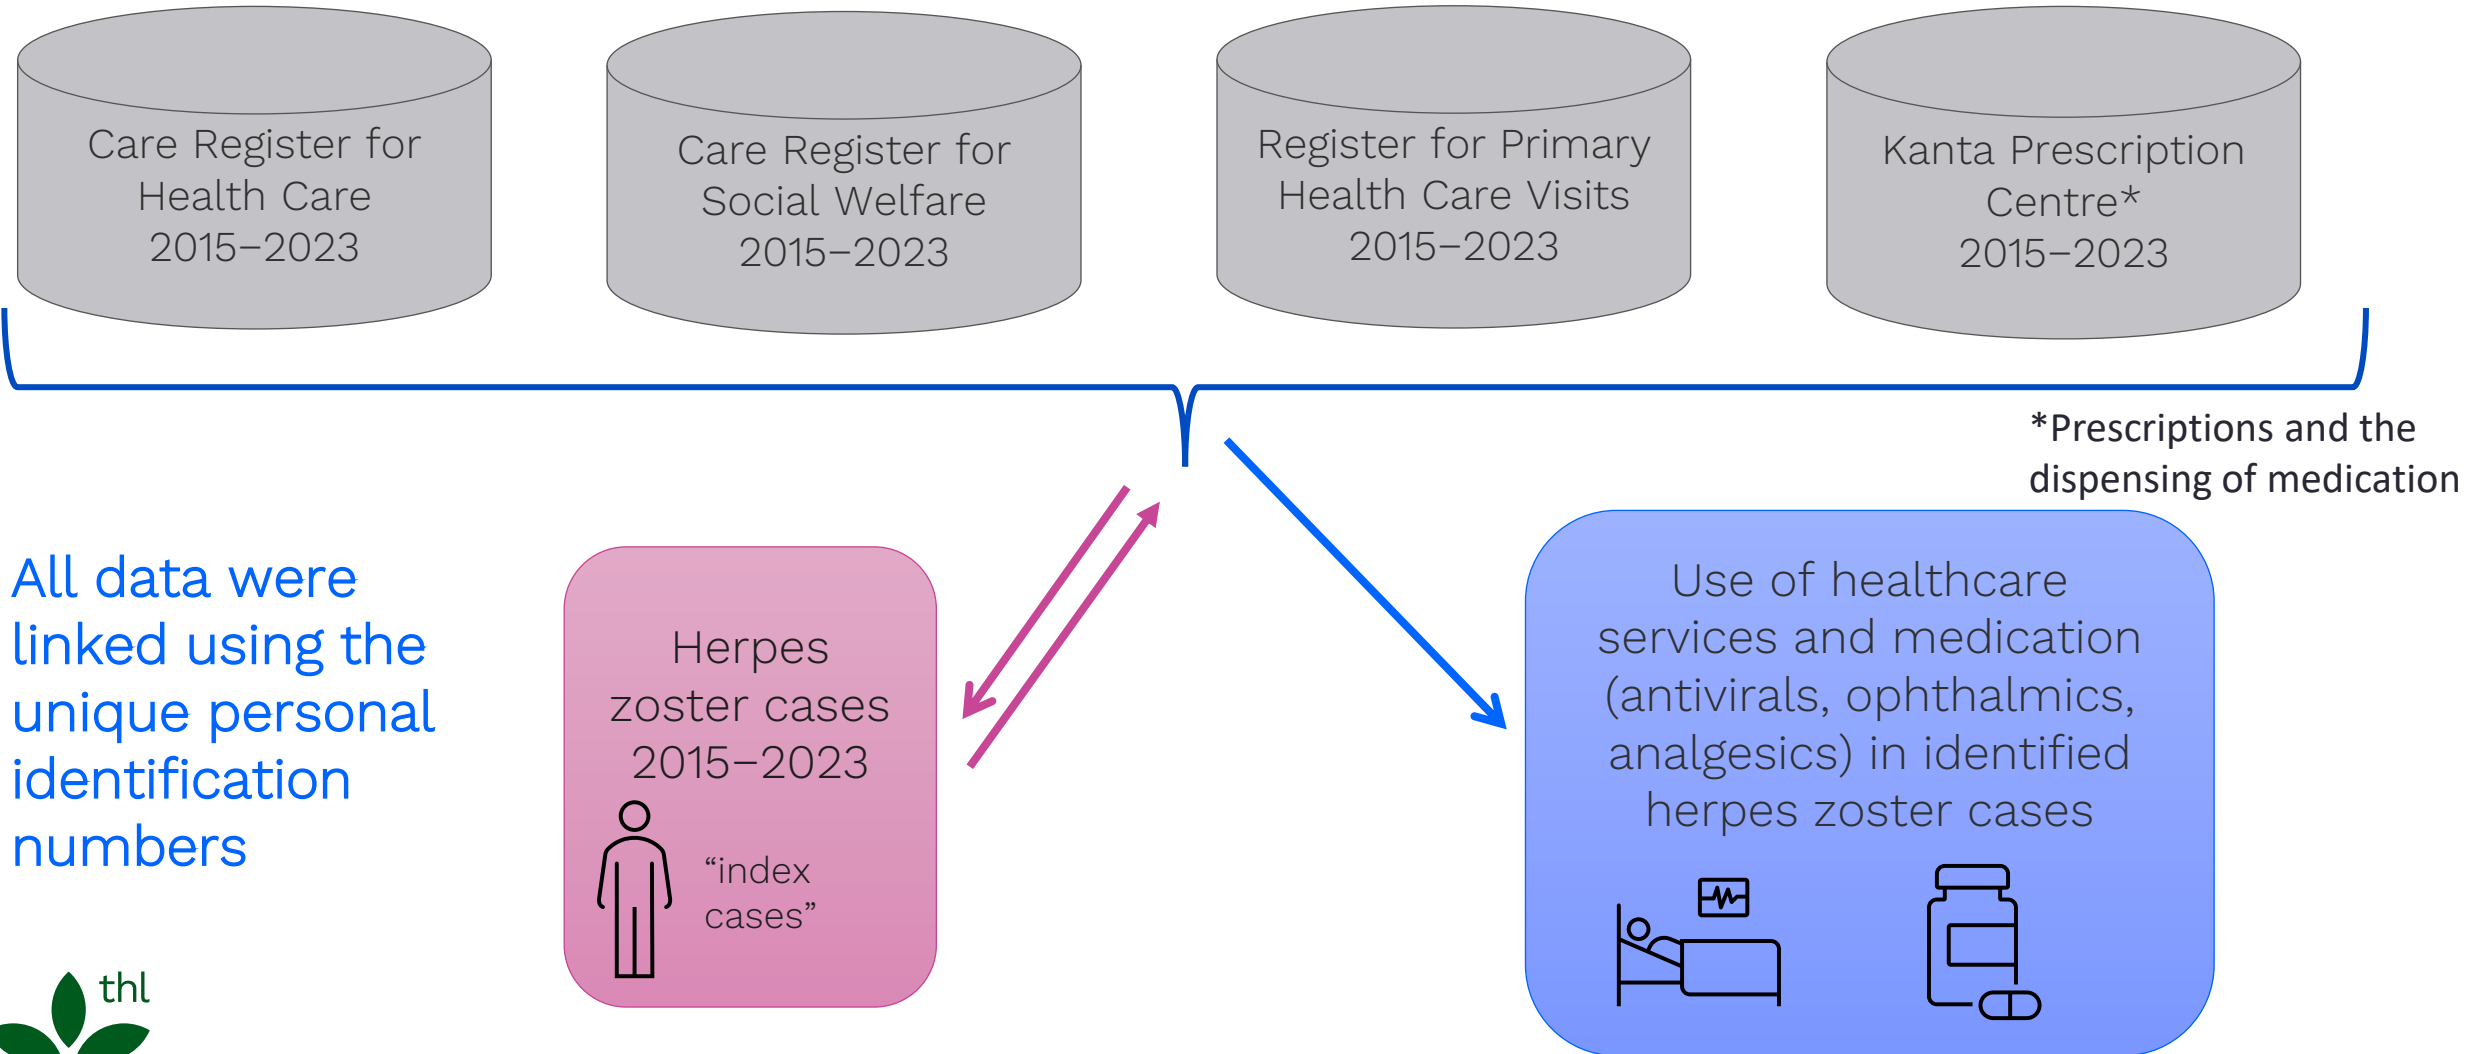 Care Register for
Health Care
2015–2023
Care Register for
Social Welfare
2015–2023
Register for Primary
Health Care Visits
2015–2023
Kanta Prescription
Centre*
2015–2023
*Prescriptions and the
dispensing of medication
All data were
linked using the
unique personal
identification
numbers
Herpes
zoster cases
2015–2023
“index
cases”
Use of healthcare
services and medication
(antivirals, ophthalmics,
analgesics) in identified
herpes zoster cases
thl